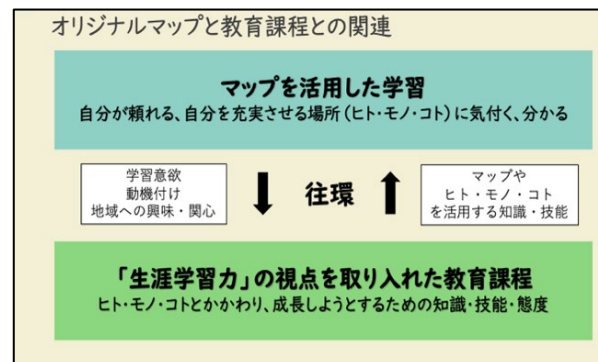 オリジナルマップと教育課程との関連
マップを活用した学習
自分が頼れる、自分を充実させる場所(ヒト・モノ・コト)に気付く、分かる
学習意欲
動機付け
地域への興味・関心
往環
マップや
ヒト・モノ・コト
を活用する知識・技能
「生涯学習力」の視点を取り入れた教育課程
ヒト・モノ・コトとかかわり、成長しようとするための知識・技能・態度